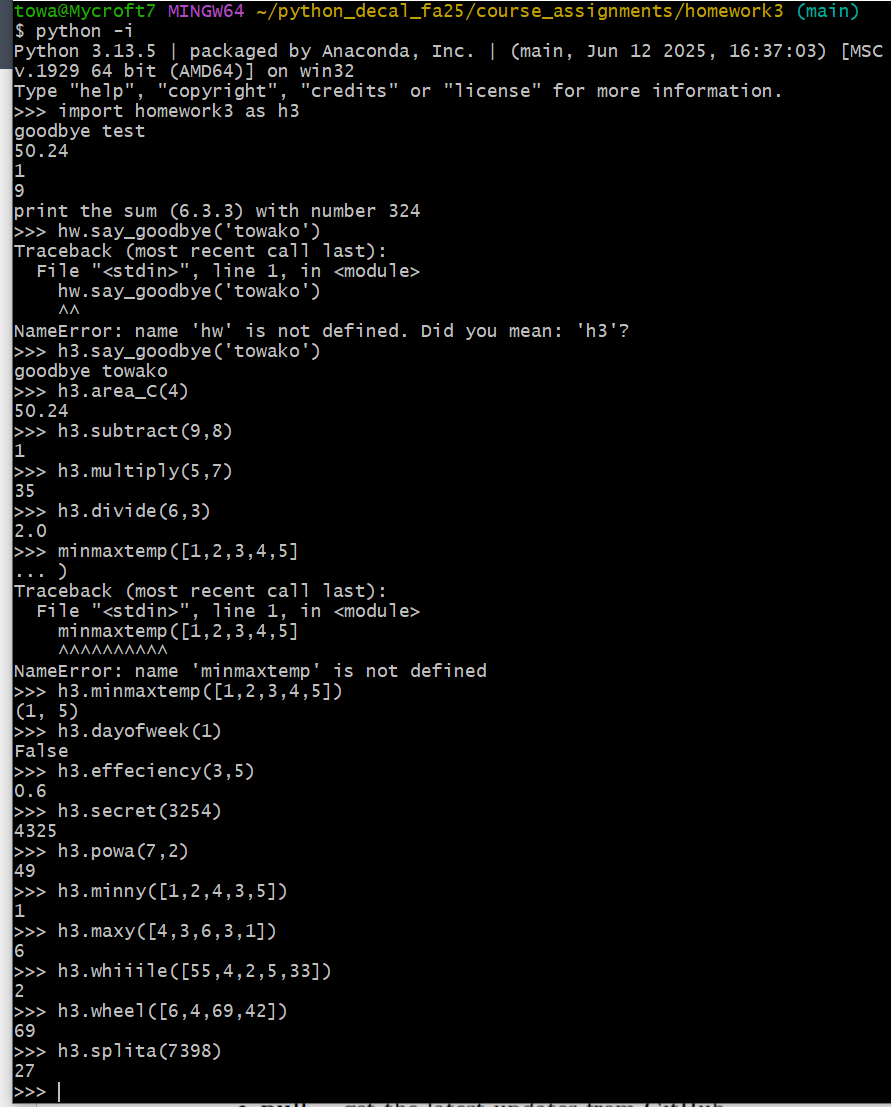 towa@Mycroft7 MINGW64 ~/python_decal_fa25/course_assignments/homework3 (main)
$ python -i
Python 3.13.5 | packaged by Anaconda, Inc. | (main, Jun 12 2025, 16:37:03) [MSC
v.1929 64 bit (AMD64)] on win32
Type "help", "copyright", "credits" or "license" for more information.
>>> import homework3 as h3
goodbye test
50.24
1
9
print the sum (6.3.3) with number 324
>>> hw.say_goodbye('towako')
Traceback (most recent call last):
  File "<stdin>", line 1, in <module>
    hw.say_goodbye('towako')
    ^^
NameError: name 'hw' is not defined. Did you mean: 'h3'?
>>> h3.say_goodbye('towako')
goodbye towako
>>> h3.area_C(4)
50.24
>>> h3.subtract(9,8)
1
>>> h3.multiply(5,7)
35
>>> h3.divide(6,3)
2.0
>>> minmaxtemp([1,2,3,4,5]
... )
Traceback (most recent call last):
  File "<stdin>", line 1, in <module>
    minmaxtemp([1,2,3,4,5]
    ^^^^^^^^^^
NameError: name 'minmaxtemp' is not defined
>>> h3.minmaxtemp([1,2,3,4,5])
(1, 5)
>>> h3.dayofweek(1)
False
>>> h3.effeciency(3,5)
0.6
>>> h3.secret(3254)
4325
>>> h3.powa(7,2)
49
>>> h3.minny([1,2,4,3,5])
1
>>> h3.maxy([4,3,6,3,1])
6
>>> h3.whiiile([55,4,2,5,33])
2
>>> h3.wheel([6,4,69,42])
69
>>> h3.splita(7398)
27
>>>